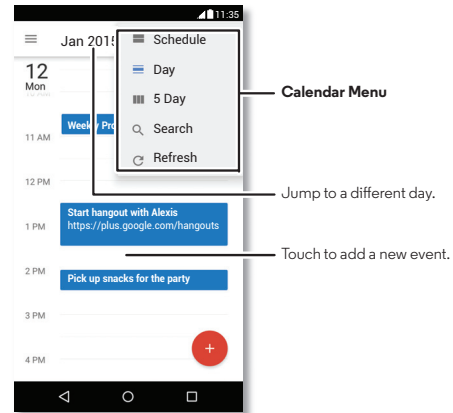 11:35
Jan 2015
Schedule
12
Mon
Day
5 Day
Calendar Menu
Weekly Pro
Search
11 AM
Refresh
12 PM
Jump to a different day.
Start hangout with Alexis
1 PM
https://plus.google.com/hangouts
Touch to add a new event.
2 PM
Pick up snacks for the party
3 PM
+
4 PM